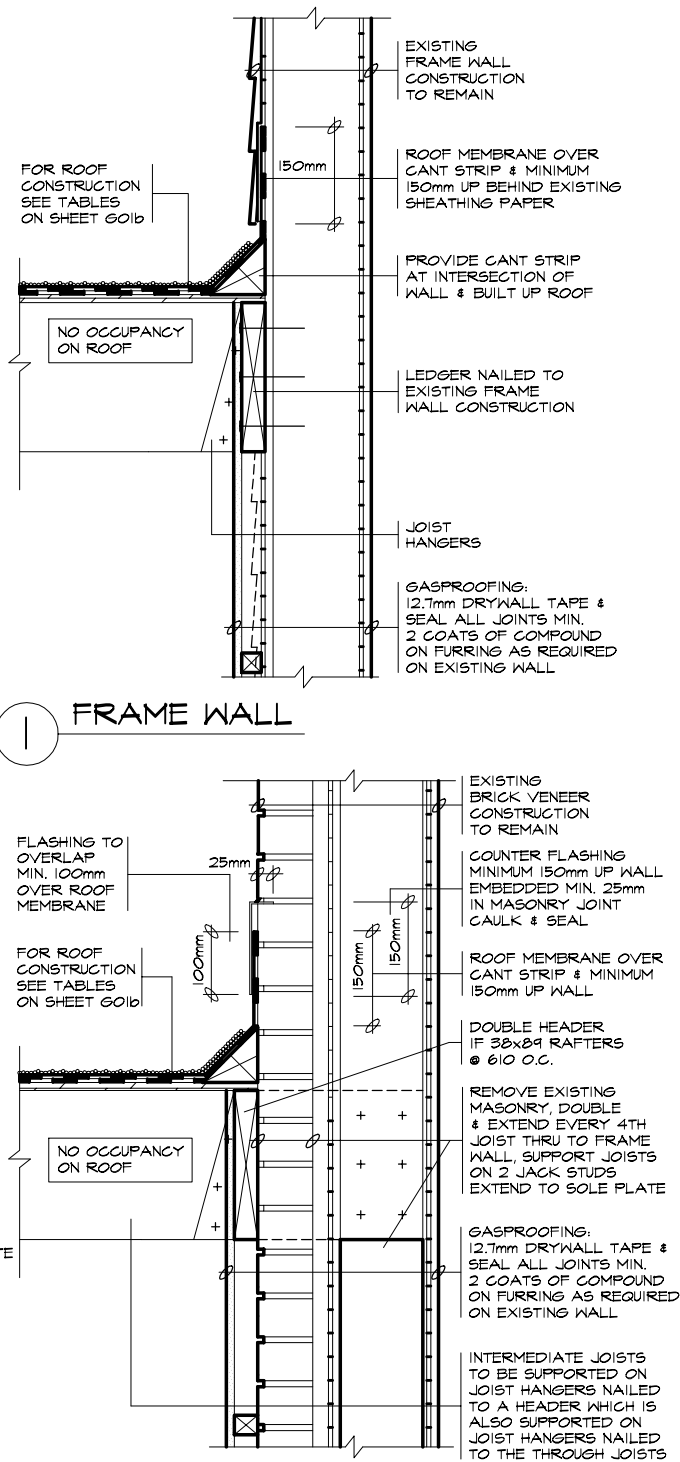 EXISTING
FRAME WALL
CONSTRUCTION
TO REMAIN
150mm
ROOF MEMBRANE OVER
CANT STRIP & MINIMUM
150mm UP BEHIND EXISTING
SHEATHING PAPER
FOR ROOF
CONSTRUCTION
SEE TABLES
ON SHEET G01b
PROVIDE CANT STRIP
AT INTERSECTION OF
WALL & BUILT UP ROOF
NO OCCUPANCY
ON ROOF
LEDGER NAILED TO
EXISTING FRAME
WALL CONSTRUCTION
JOIST
HANGERS
GASPROOFING:
12.7mm DRYWALL TAPE &
SEAL ALL JOINTS MIN.
2 COATS OF COMPOUND
ON FURRING AS REQUIRED
ON EXISTING WALL
1 FRAME WALL
EXISTING
BRICK VENEER
CONSTRUCTION
TO REMAIN
FLASHING TO
OVERLAP
MIN. 100mm
OVER ROOF
MEMBRANE
25mm
COUNTER FLASHING
MINIMUM 150mm UP WALL
EMBEDDED MIN. 25mm
IN MASONRY JOINT
CAULK & SEAL
100mm
150mm
150mm
FOR ROOF
CONSTRUCTION
SEE TABLES
ON SHEET G01b
ROOF MEMBRANE OVER
CANT STRIP & MINIMUM
150mm UP WALL
DOUBLE HEADER
IF 38x89 RAFTERS
@ 610 O.C.
NO OCCUPANCY
ON ROOF
REMOVE EXISTING
MASONRY, DOUBLE
& EXTEND EVERY 4TH
JOIST THRU TO FRAME
WALL, SUPPORT JOISTS
ON 2 JACK STUDS
EXTEND TO SOLE PLATE
GASPROOFING:
12.7mm DRYWALL TAPE &
SEAL ALL JOINTS MIN.
2 COATS OF COMPOUND
ON FURRING AS REQUIRED
ON EXISTING WALL
INTERMEDIATE JOISTS
TO BE SUPPORTED ON
JOIST HANGERS NAILED
TO A HEADER WHICH IS
ALSO SUPPORTED ON
JOIST HANGERS NAILED
TO THE THROUGH JOISTS